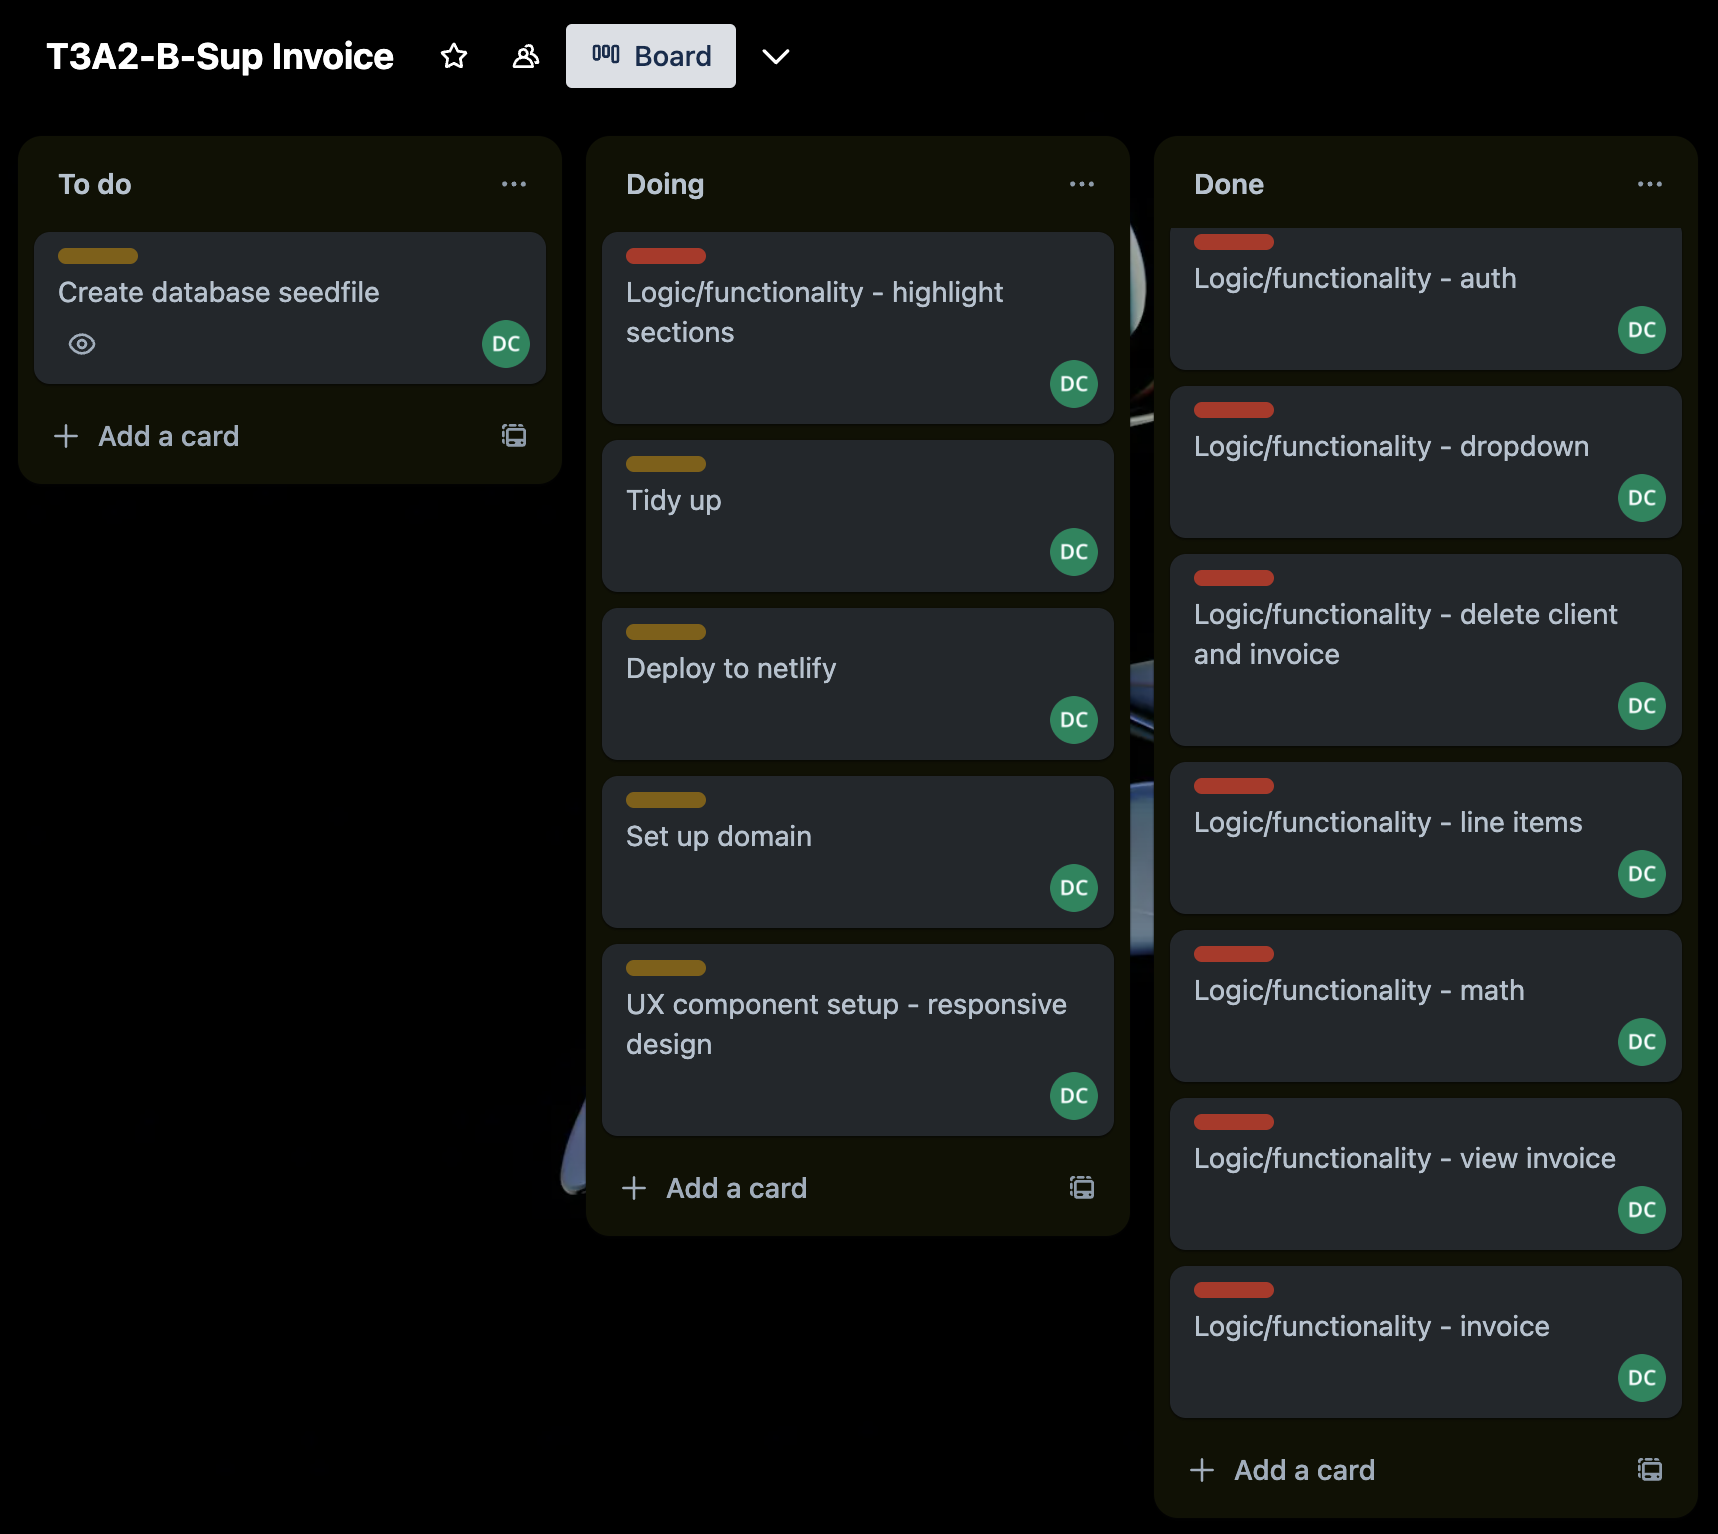 T3A2-B-Sup Invoice
Board
To do
Create database seedfile
DC
Add a card
Doing
Logic/functionality - highlight
sections
DC
Tidy up
DC
Deploy to netlify
DC
Set up domain
DC
UX component setup - responsive
design
DC
Add a card
Done
Logic/functionality - auth
DC
Logic/functionality - dropdown
DC
Logic/functionality - delete client
and invoice
DC
Logic/functionality - line items
DC
Logic/functionality - math
DC
Logic/functionality - view invoice
DC
Logic/functionality - invoice
DC
Add a card